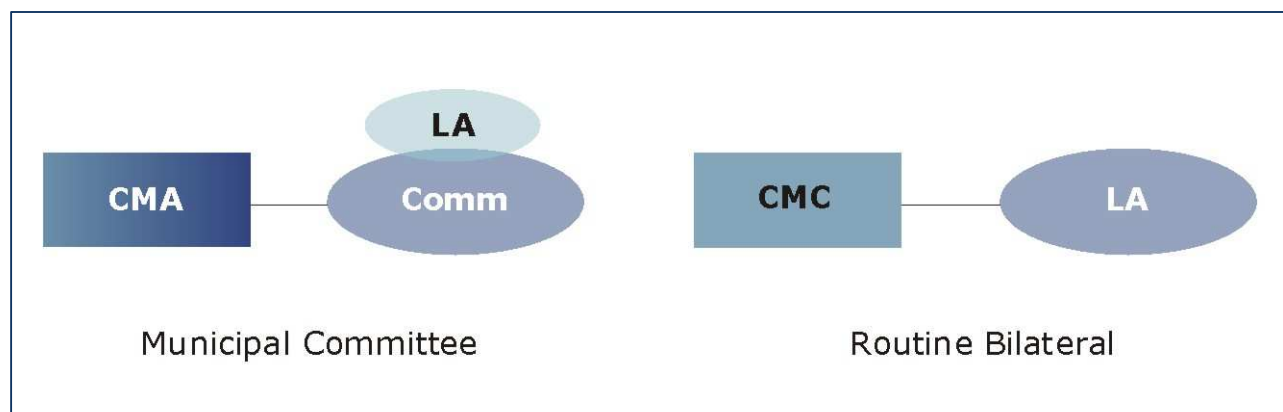 LA
CMA
Comm
CMC
LA
Municipal Committee
Routine Bilateral